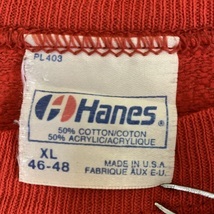 PL403
Hanes®
50% COTTON/COTON
50% ACRYLIC/ACRYLIQUE
XL
46-48
MADE IN U.S.A.
FABRIQUE AUX E-U.